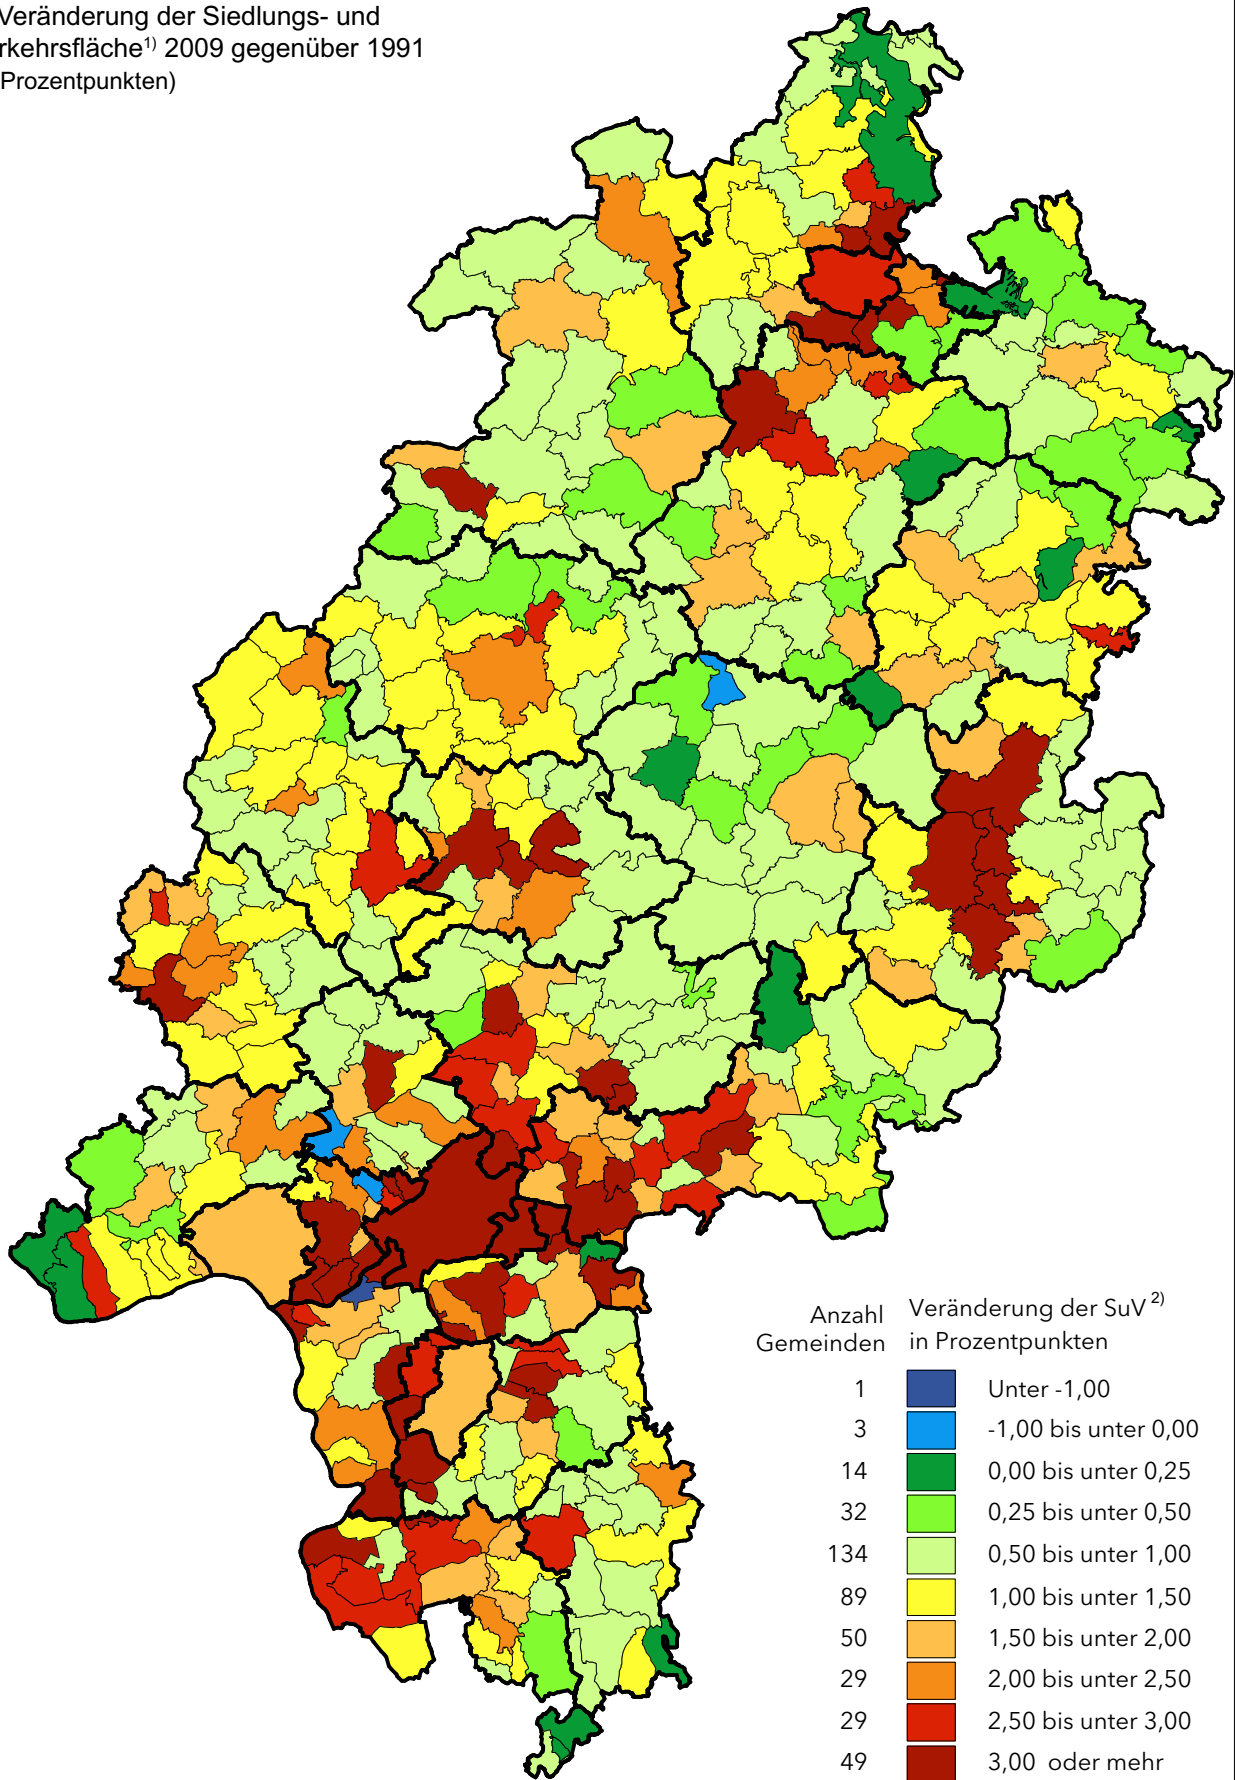 Veränderung der Siedlungs- und
rkehrsfläche1) 2009 gegenüber 1991
Prozentpunkten)
Anzahl Gemeinden Veränderung der SuV 2) in Prozentpunkten
1 Unter -1,00
3 -1,00 bis unter 0,00
14 0,00 bis unter 0,25
32 0,25 bis unter 0,50
134 0,50 bis unter 1,00
89 1,00 bis unter 1,50
50 1,50 bis unter 2,00
29 2,00 bis unter 2,50
29 2,50 bis unter 3,00
49 3,00 oder mehr